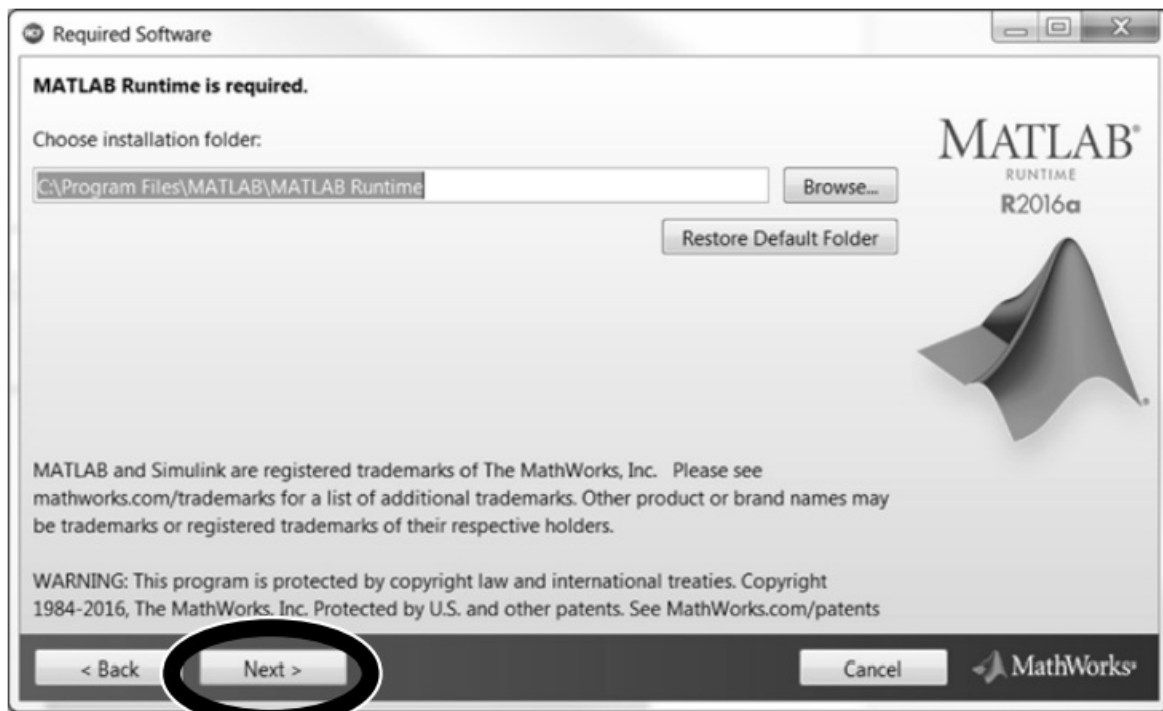 Required Software
MATLAB Runtime is required.
Choose installation folder:
C:\Program Files\MATLAB\MATLAB Runtime
Browse...
Restore Default Folder
MATLAB®
RUNTIME
R2016a
MATLAB and Simulink are registered trademarks of The MathWorks, Inc. Please see
mathworks.com/trademarks for a list of additional trademarks. Other product or brand names may
be trademarks or registered trademarks of their respective holders.
WARNING: This program is protected by copyright law and international treaties. Copyright
1984-2016, The MathWorks. Inc. Protected by U.S. and other patents. See MathWorks.com/patents
< Back
Next >
Cancel
MathWorks®